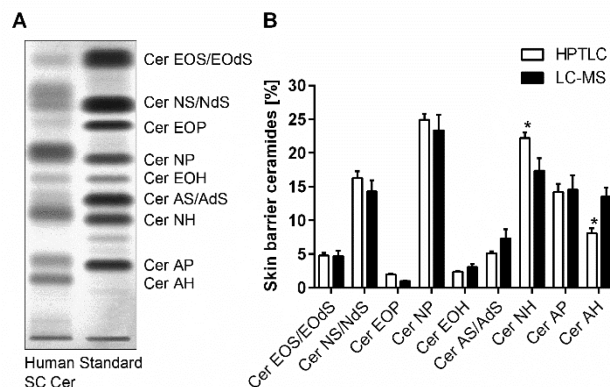 A
Cer EOS/EOdS
Cer NS/NdS
Cer EOP
Cer NP
Cer EOH
Cer AS/AdS
Cer NH
Cer AP
Cer AH
Human Standard
SC Cer
B
HPTLC
LC-MS
Skin barrier ceramides [%]
30
25
20
15
10
5
0
*
*
Cer EOS/EOdS
Cer NS/NdS
Cer EOP
Cer NP
Cer EOH
Cer AS/AdS
Cer NH
Cer AP
Cer AH